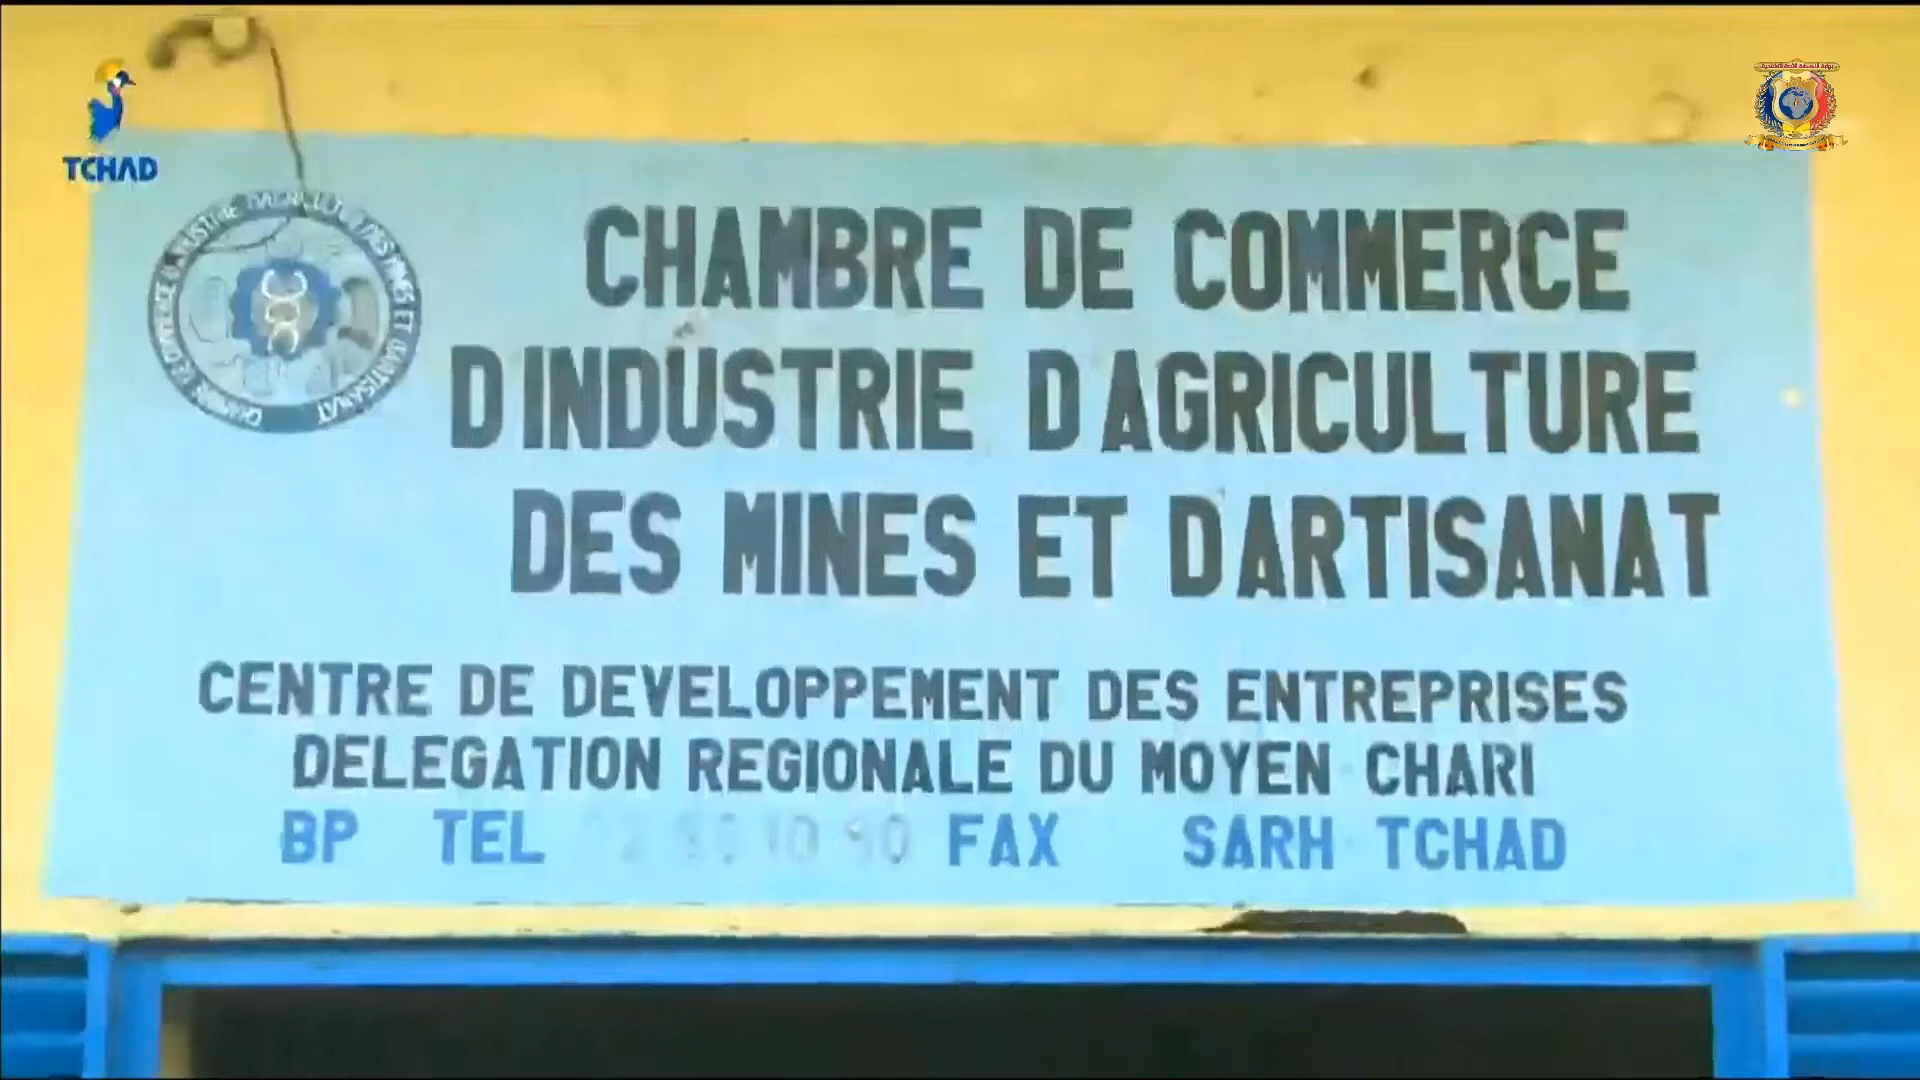 TCHAD
CHAMBRE DE COMMERCE
D INDUSTRIE D AGRICULTURE
DES MINES ET DARTISANAT
CENTRE DE DEVELOPPEMENT DES ENTREPRISES
DELEGATION REGIONALE DU MOYEN CHARI
BP TEL FAX SARH TCHAD